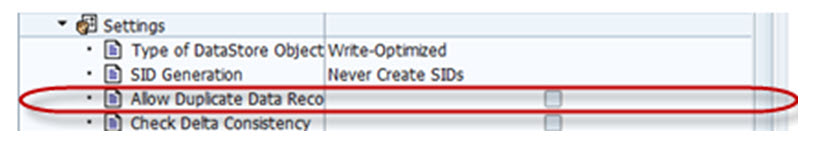 Settings
Type of DataStore Object Write-Optimized
SID Generation Never Create SIDs
Allow Duplicate Data Reco
Check Delta Consistency